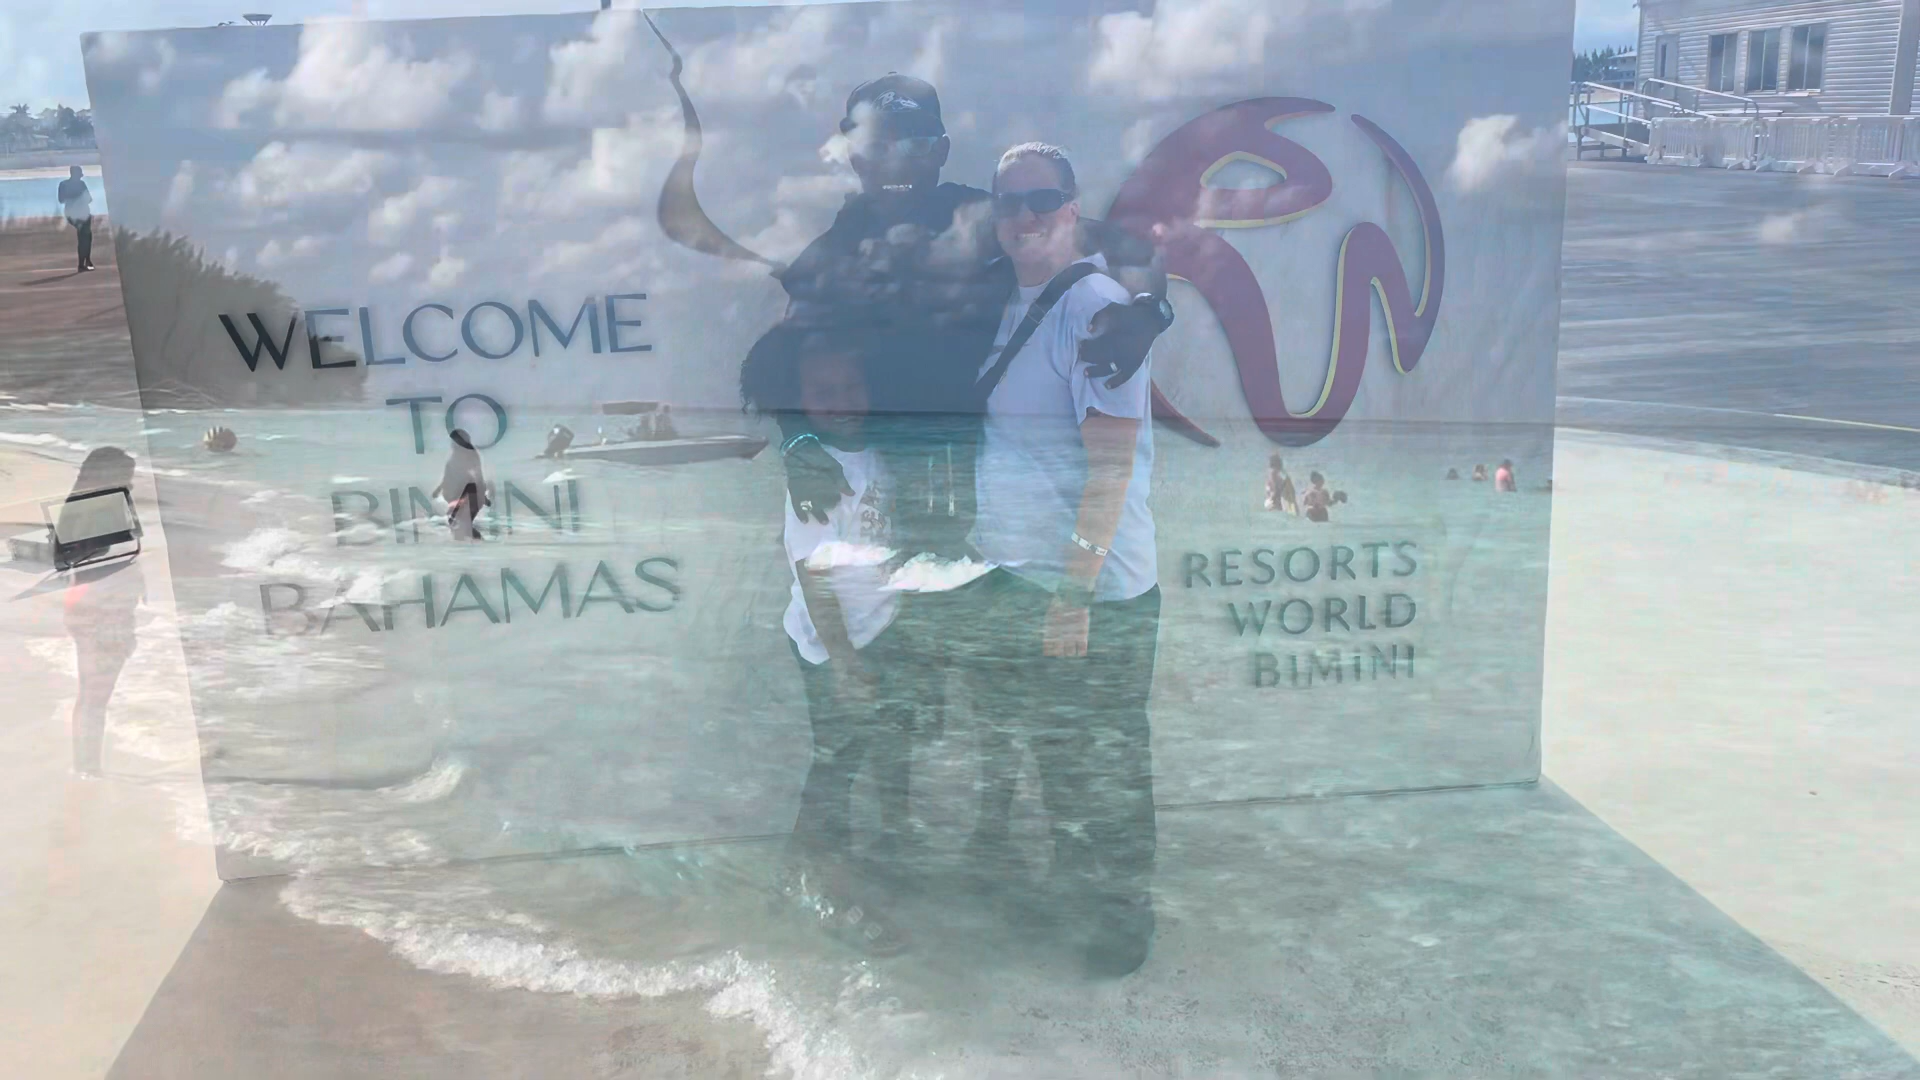 WELCOME
TO
BIMINI
BAHAMAS
RESORTS
WORLD
BIMINI